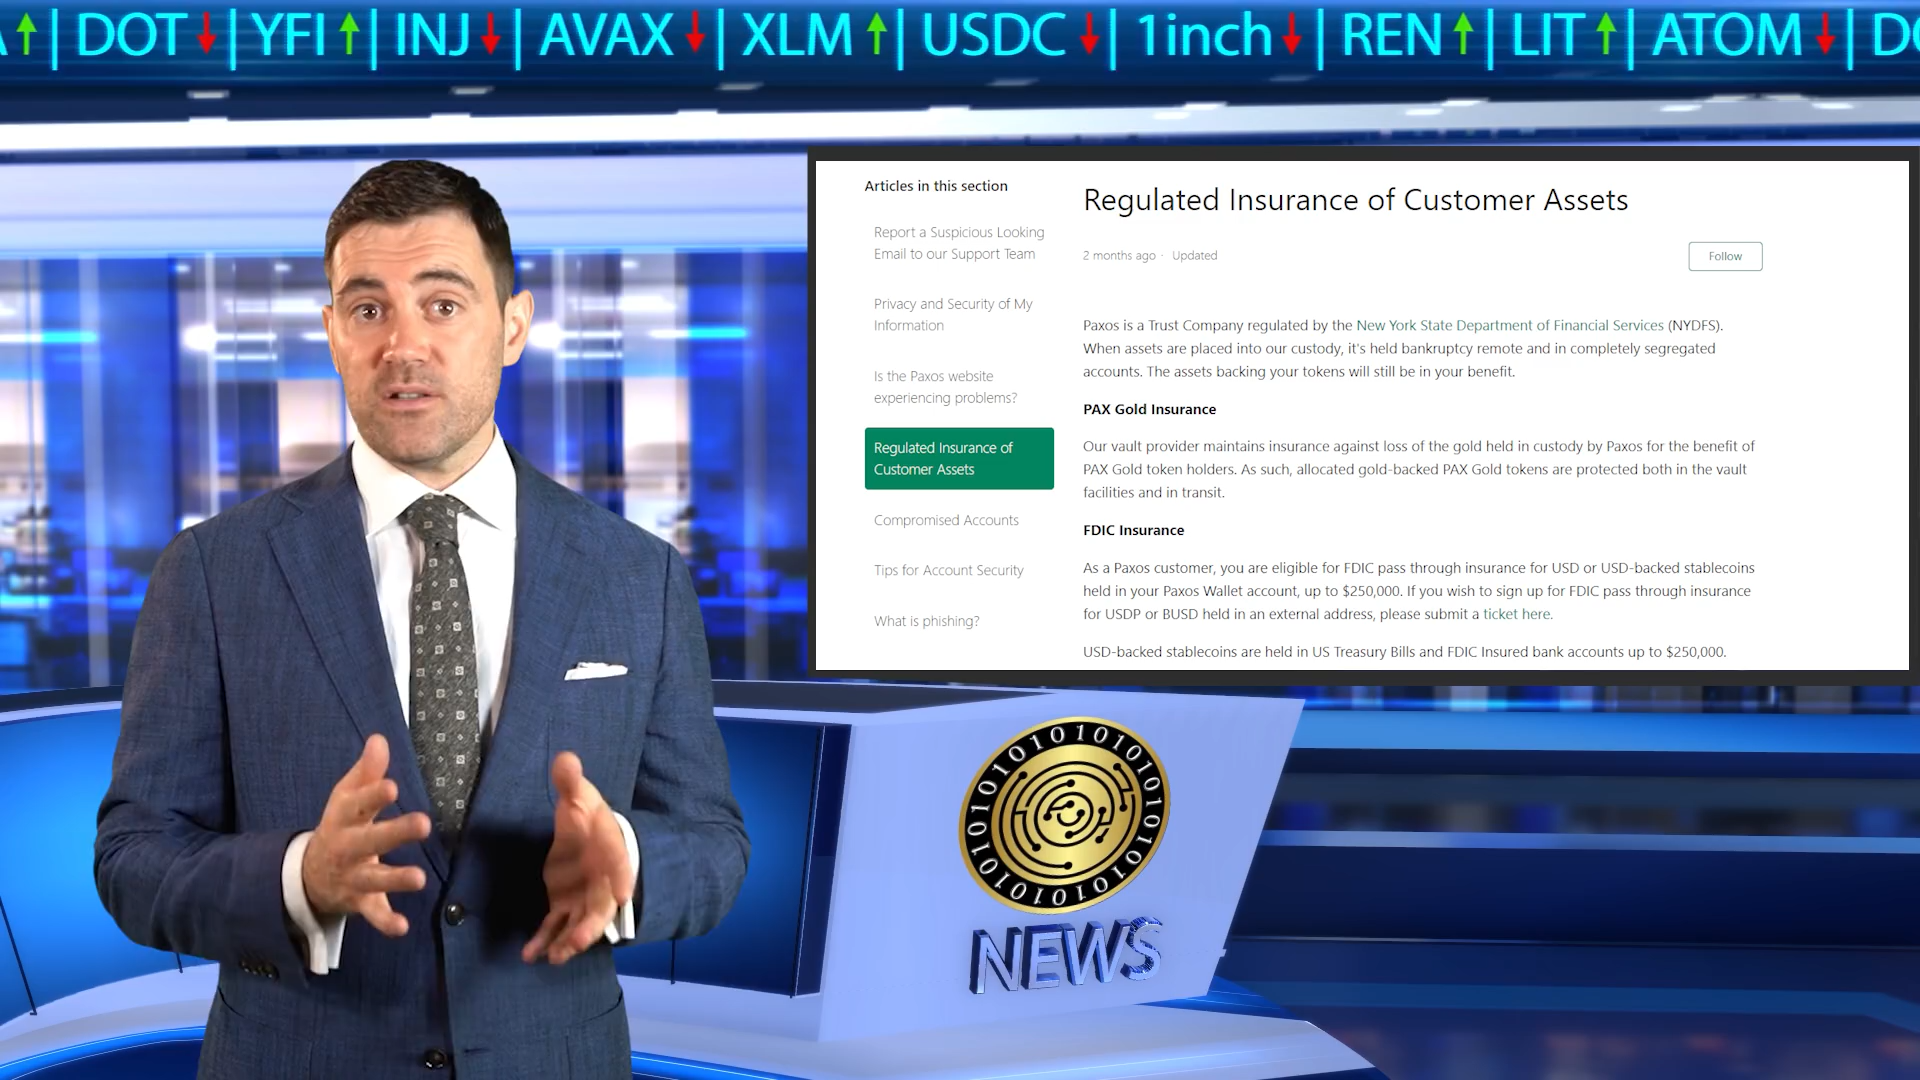 DOT | YFI | INJ | AVAX | XLM | USDC | 1inch | REN | LIT | ATOM |
Articles in this section
Report a Suspicious Looking
Email to our Support Team
Privacy and Security of My
Information
Is the Paxos website
experiencing problems?
Regulated Insurance of
Customer Assets
Compromised Accounts
Tips for Account Security
What is phishing?
Regulated Insurance of Customer Assets
2 months ago · Updated
Follow
Paxos is a Trust Company regulated by the New York State Department of Financial Services (NYDFS).
When assets are placed into our custody, it's held bankruptcy remote and in completely segregated
accounts. The assets backing your tokens will still be in your benefit.
PAX Gold Insurance
Our vault provider maintains insurance against loss of the gold held in custody by Paxos for the benefit of
PAX Gold token holders. As such, allocated gold-backed PAX Gold tokens are protected both in the vault
facilities and in transit.
FDIC Insurance
As a Paxos customer, you are eligible for FDIC pass through insurance for USD or USD-backed stablecoins
held in your Paxos Wallet account, up to $250,000. If you wish to sign up for FDIC pass through insurance
for USDP or BUSD held in an external address, please submit a ticket here.
USD-backed stablecoins are held in US Treasury Bills and FDIC Insured bank accounts up to $250,000.
NEWS